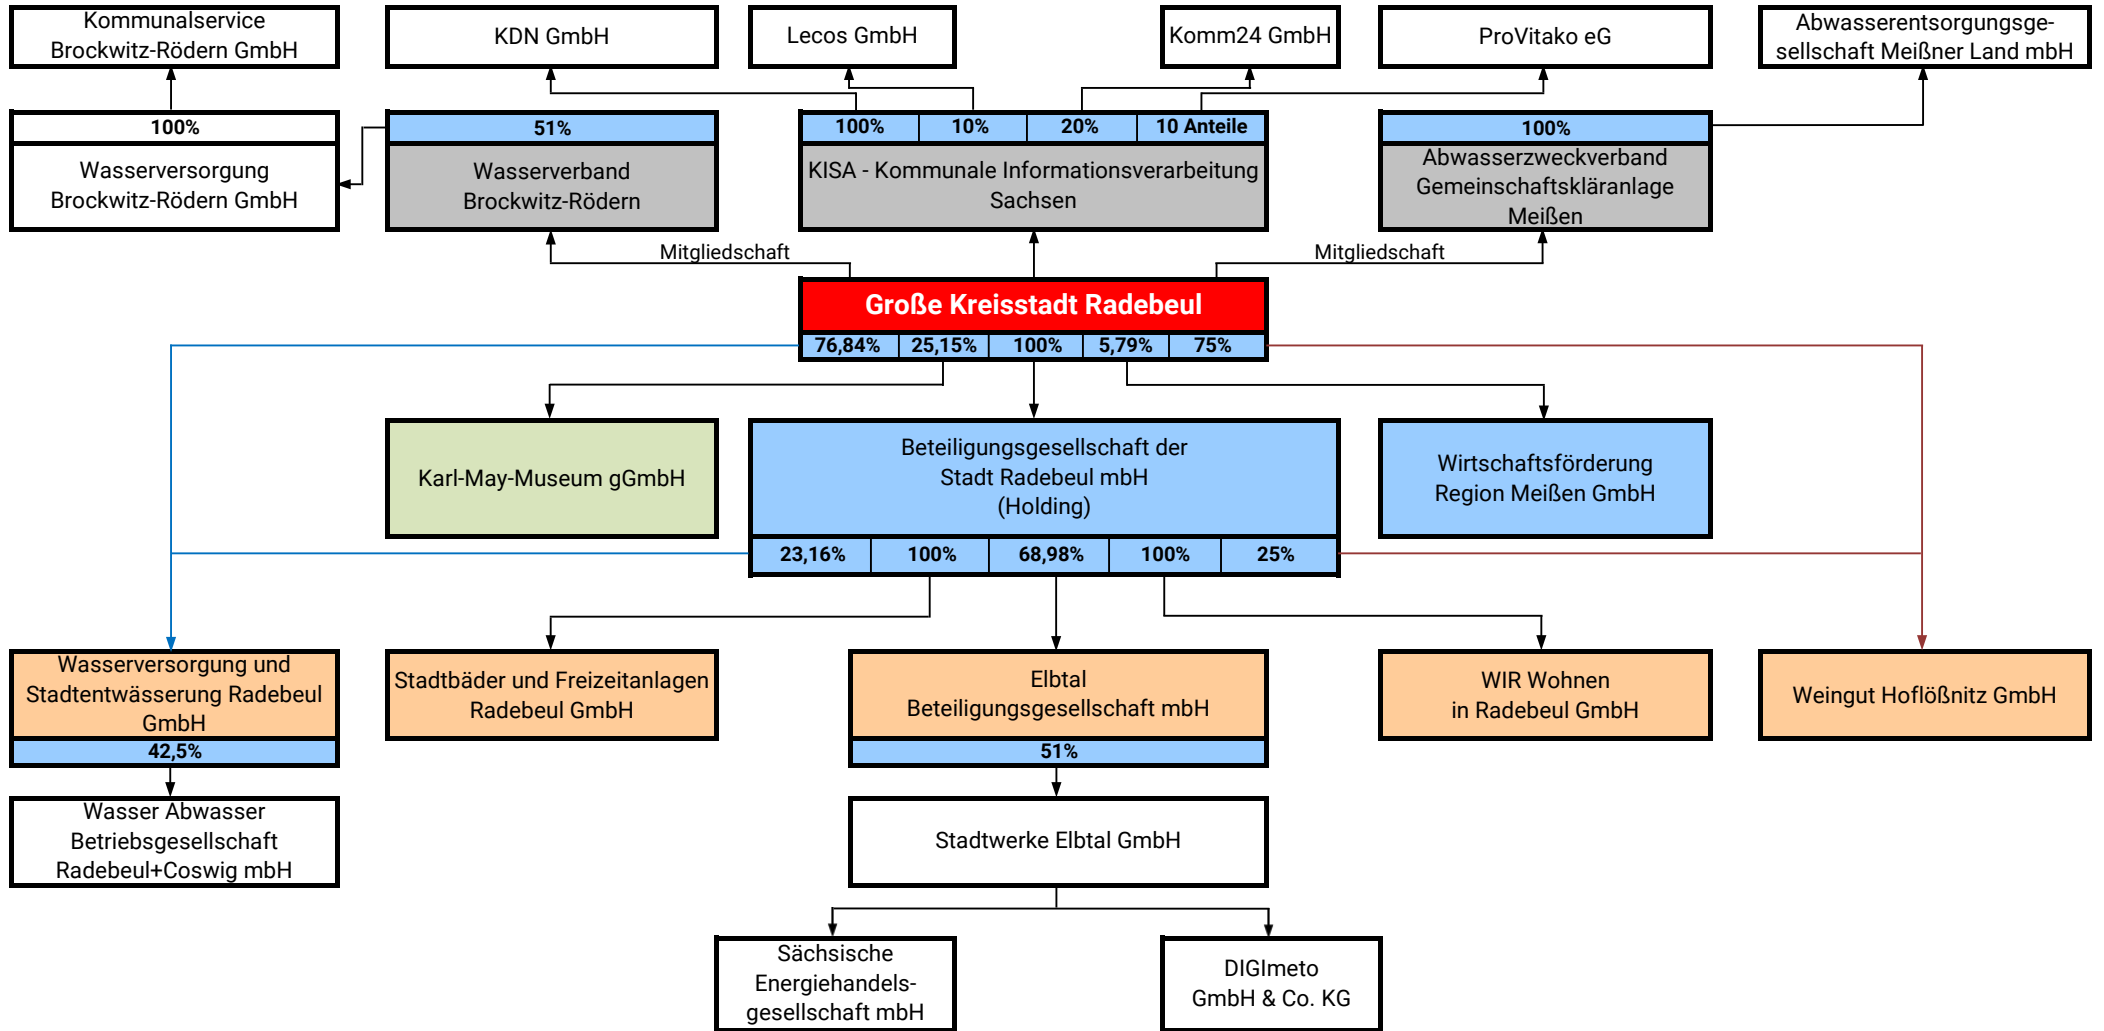 Kommunalservice
Brockwitz-Rödern GmbH
KDN GmbH
Lecos GmbH
Komm24 GmbH
ProVitako eG
Abwasserentsorgungsge-
sellschaft Meißner Land mbH
100%
Wasserversorgung
Brockwitz-Rödern GmbH
51%
Wasserverband
Brockwitz-Rödern
100%
10%
20%
10 Anteile
KISA - Kommunale Informationsverarbeitung
Sachsen
100%
Abwasserzweckverband
Gemeinschaftskläranlage
Meißen
Mitgliedschaft
Mitgliedschaft
Große Kreisstadt Radebeul
76,84%
25,15%
100%
5,79%
75%
Karl-May-Museum gGmbH
Beteiligungsgesellschaft der
Stadt Radebeul mbH
(Holding)
Wirtschaftsförderung
Region Meißen GmbH
23,16%
100%
68,98%
100%
25%
Wasserversorgung und
Stadtentwässerung Radebeul
GmbH
42,5%
Stadtbäder und Freizeitanlagen
Radebeul GmbH
Elbtal
Beteiligungsgesellschaft mbH
51%
WIR Wohnen
in Radebeul GmbH
Weingut Hoflößnitz GmbH
Wasser Abwasser
Betriebsgesellschaft
Radebeul+Coswig mbH
Stadtwerke Elbtal GmbH
Sächsische
Energiehandels-
gesellschaft mbH
DIGImeto
GmbH & Co. KG